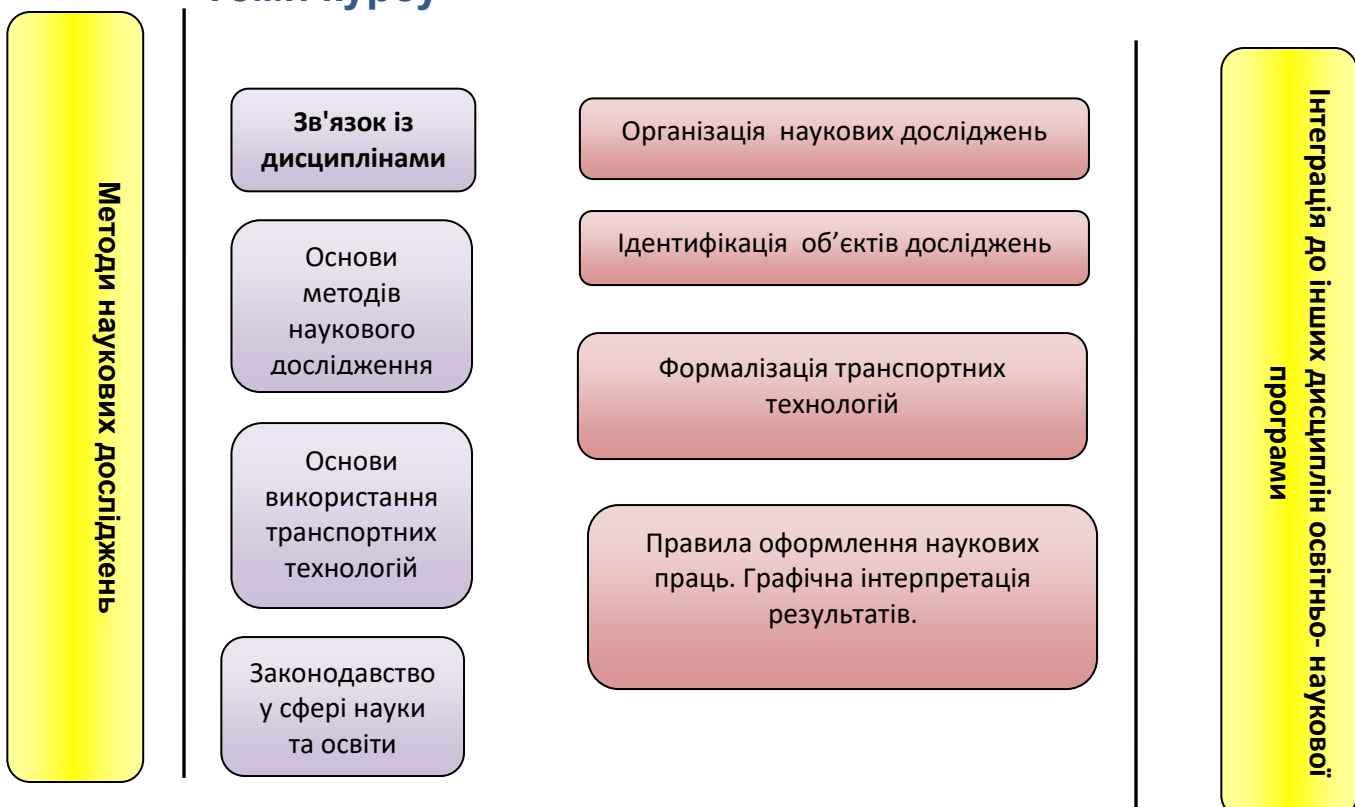 Теми курсу
Методи наукових досліджень
Зв'язок із
дисциплінами
Основи
методів
наукового
дослідження
Основи
використання
транспортних
технологій
Законодавство
у сфері науки
та освіти
Організація наукових досліджень
Ідентифікація об’єктів досліджень
Формалізація транспортних
технологій
Правила оформлення наукових
праць. Графічна інтерпретація
результатів.
Інтеграція до інших дисциплін освітньо- наукової
програми